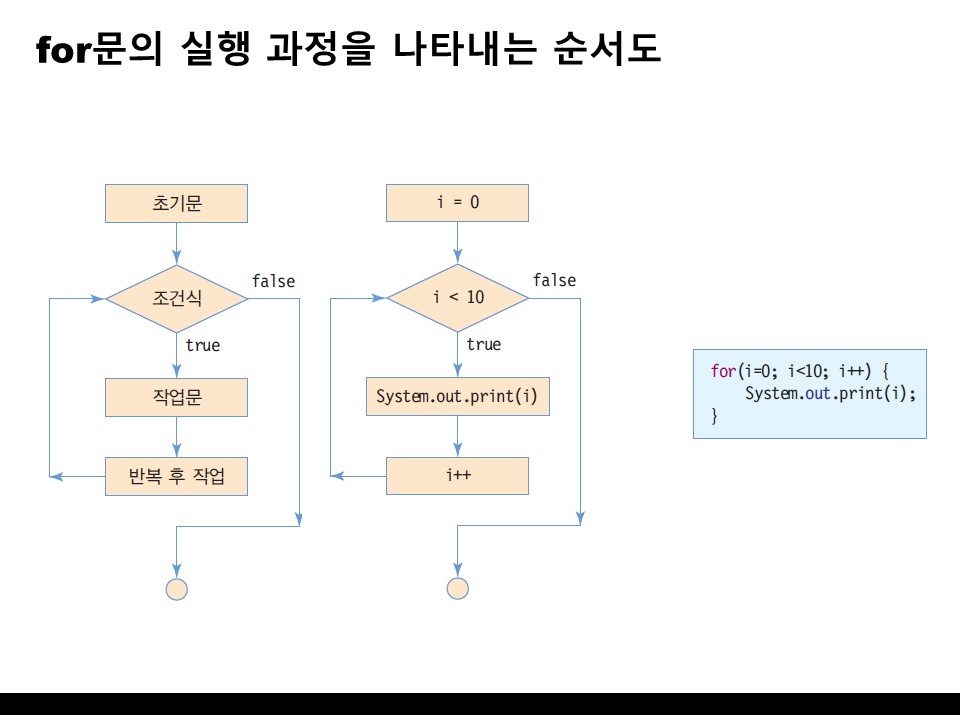 for문의 실행 과정을 나타내는 순서도
초기문
조건식
false
true
작업문
반복 후 작업
i = 0
i < 10
false
true
System.out.print(i)
i++
for(i=0; i<10; i++) {
System.out.print(i);
}